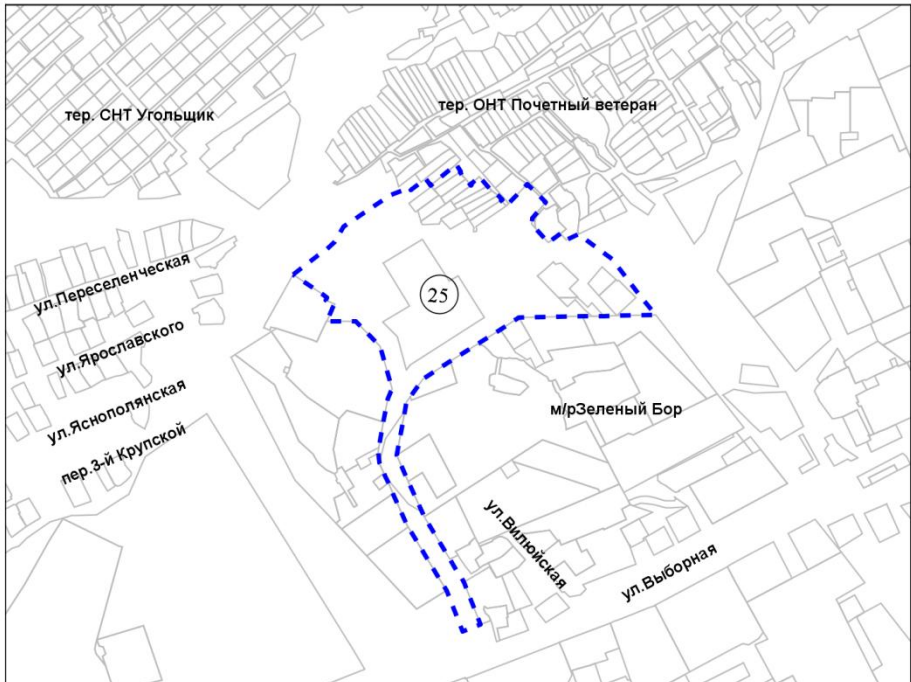 тер. ОНТ Почетный ветеран
тер. СНТ Угольщик
ул.Переселенческая
25
ул.Ярославского
ул.Яснополянская
м/рЗеленый Бор
пер.3-й Крупской
ул.Вилюйская
ул.Выборная